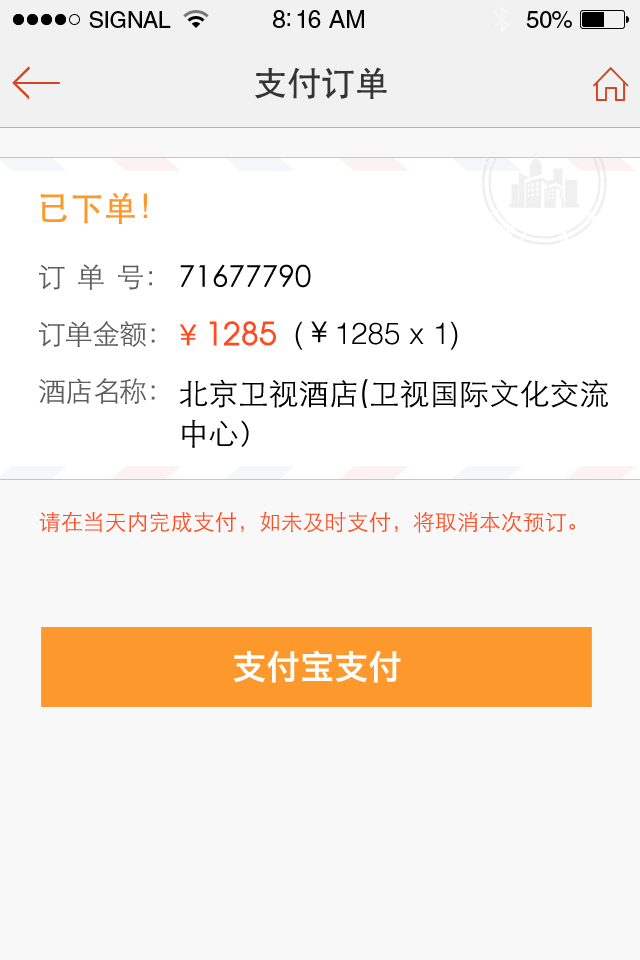 SIGNAL 8:16 AM 50%
支付订单
已下单！
订单号： 71677790
订单金额： ¥ 1285 (¥1285 x 1)
酒店名称： 北京卫视酒店(卫视国际文化交流
中心）
请在当天内完成支付，如未及时支付，将取消本次预订。
支付宝支付